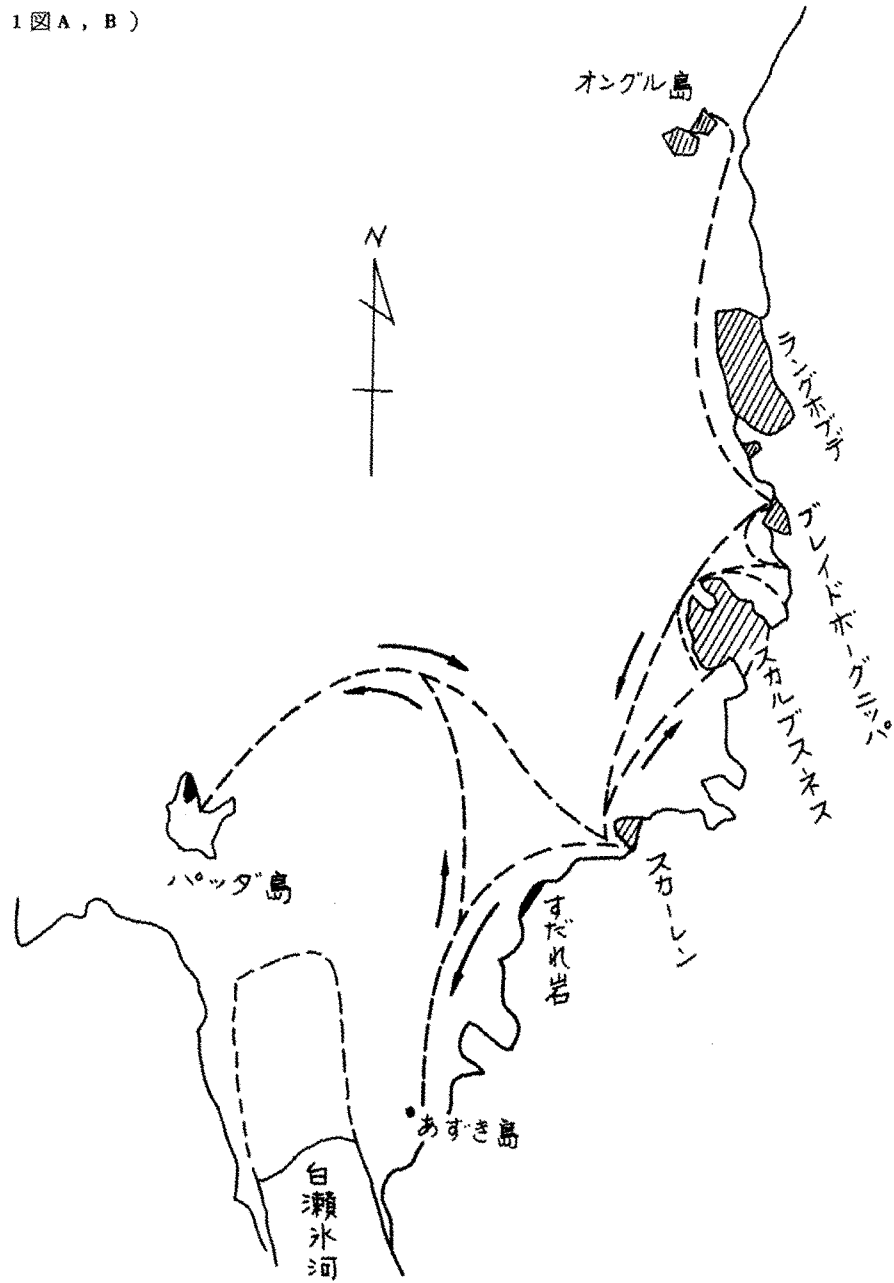 1図A，B）
オングル島
N
ラングホブデ
ブレイドボーグニッパ
スカルブスネス
パッダ島
スカーレン
すだれ岩
あずき島
白瀬氷河